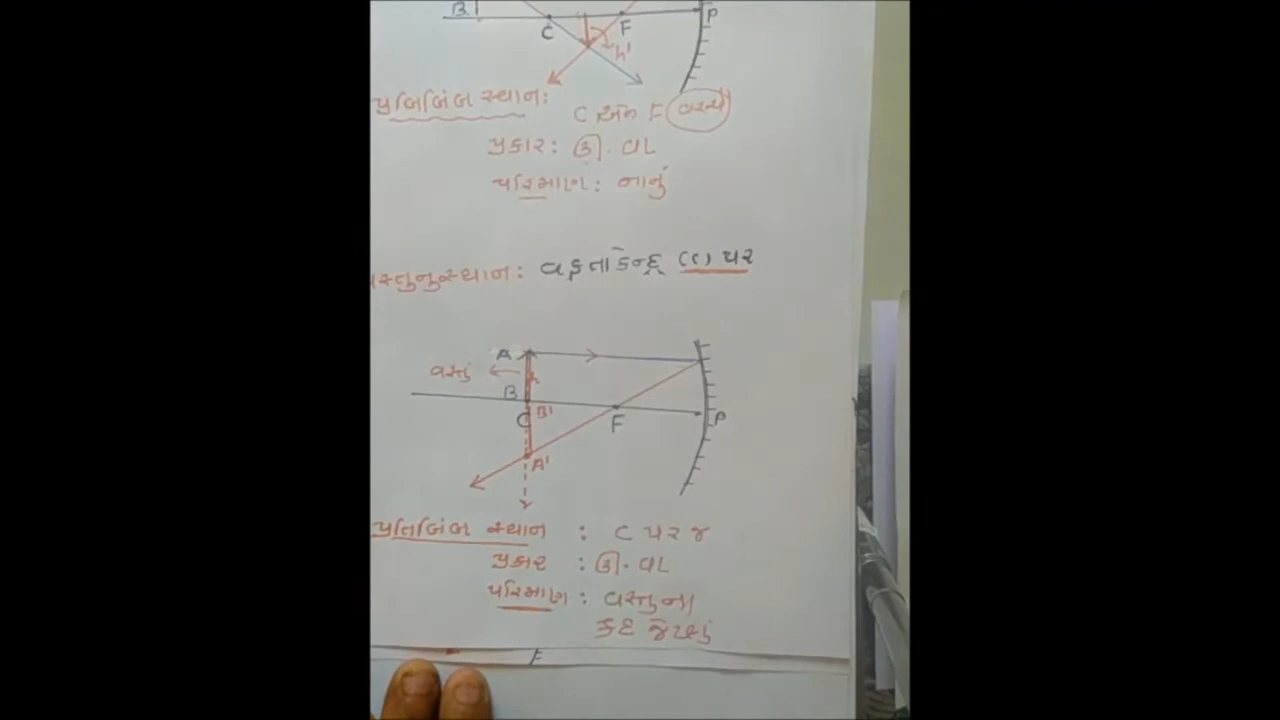 B
C
F
P
h'
પ્રતિબિંબ સ્થાન:
C અને F વચ્ચે
પ્રકાર: ઊ. વા.
પરિમાણ: નાનું
વસ્તુનુ સ્થાન: વક્રતાકેન્દ્ર (C) પર
A
વસ્તુ
h
B
C
B'
F
P
A'
પ્રતિબિંબ સ્થાન : C પર જ
પ્રકાર : ઊ. વા.
પરિમાણ : વસ્તુના
કદ જેટલું
F